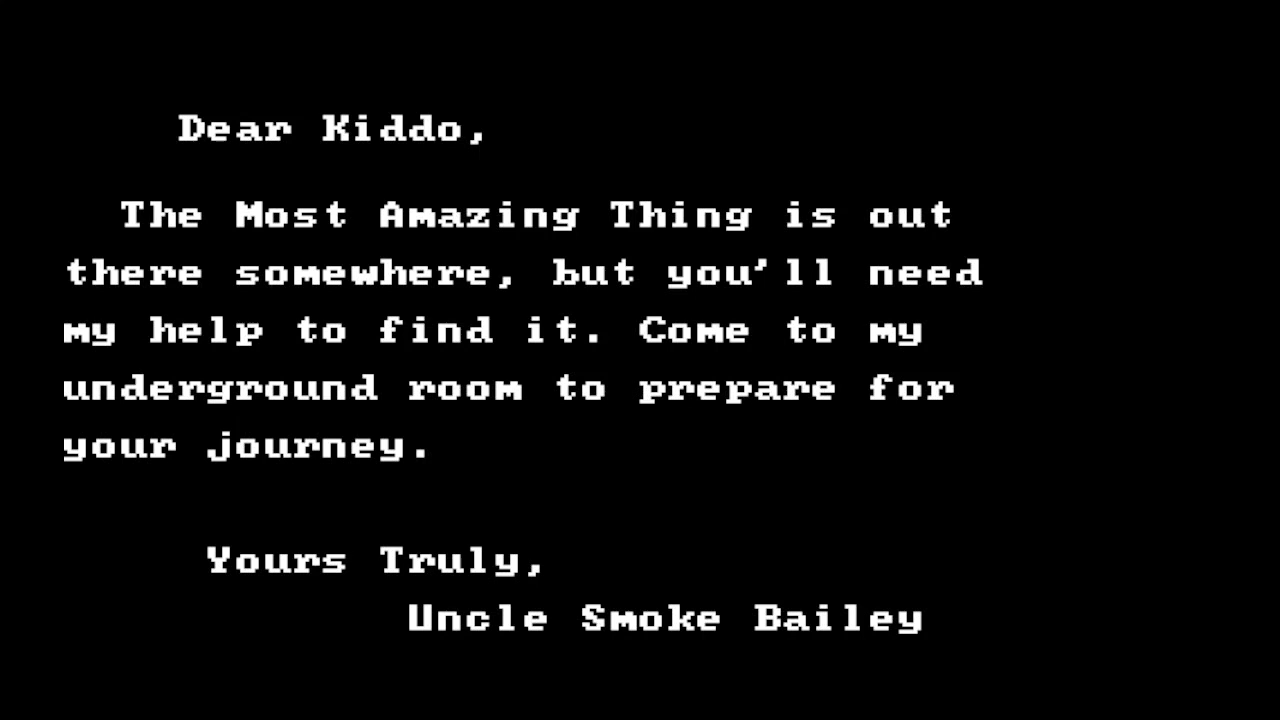 Dear Kiddo,
The Most Amazing Thing is out
there somewhere, but you'll need
my help to find it. Come to my
underground room to prepare for
your journey.
Yours Truly,
Uncle Smoke Bailey